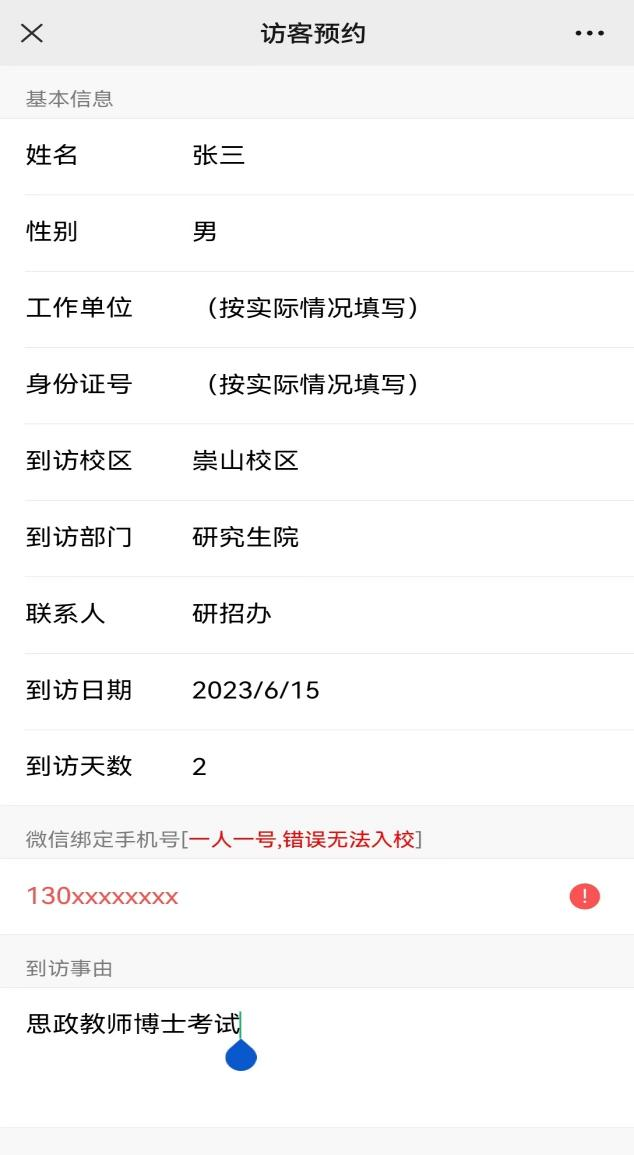 访客预约
基本信息
姓名 张三
性别 男
工作单位 （按实际情况填写）
身份证号 （按实际情况填写）
到访校区 崇山校区
到访部门 研究生院
联系人 研招办
到访日期 2023/6/15
到访天数 2
微信绑定手机号[一人一号,错误无法入校]
130xxxxxxxx
到访事由
思政教师博士考试